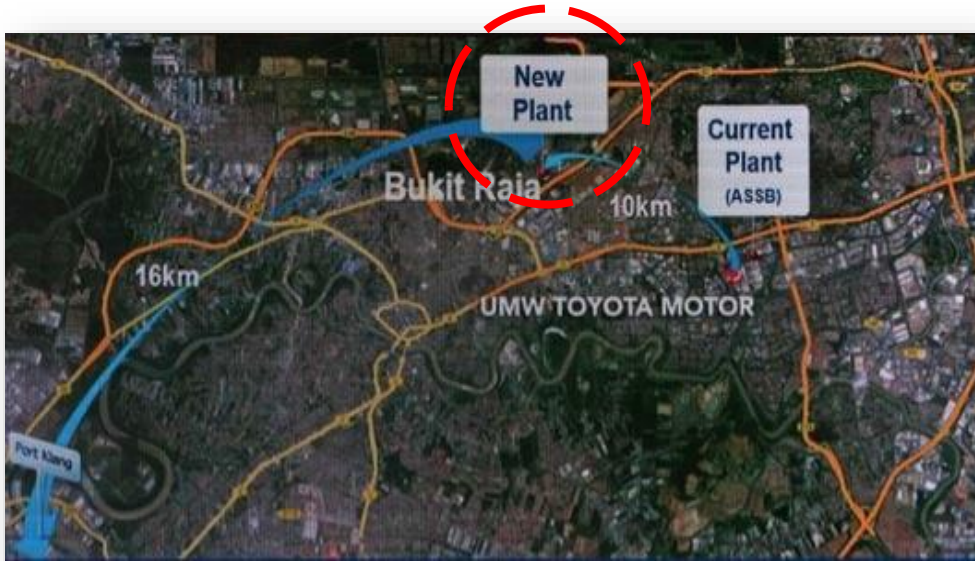 New
Plant
Current
Plant
(ASSB)
Bukit Raja
10km
16km
UMW TOYOTA MOTOR
Port Klang